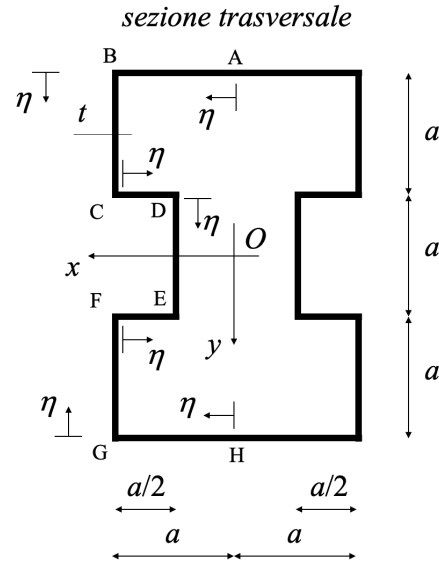 sezione trasversale
B
A
η
η
t
a
η
C
D
η
O
a
x
F
E
y
η
η
η
a
G
H
a/2
a/2
a
a